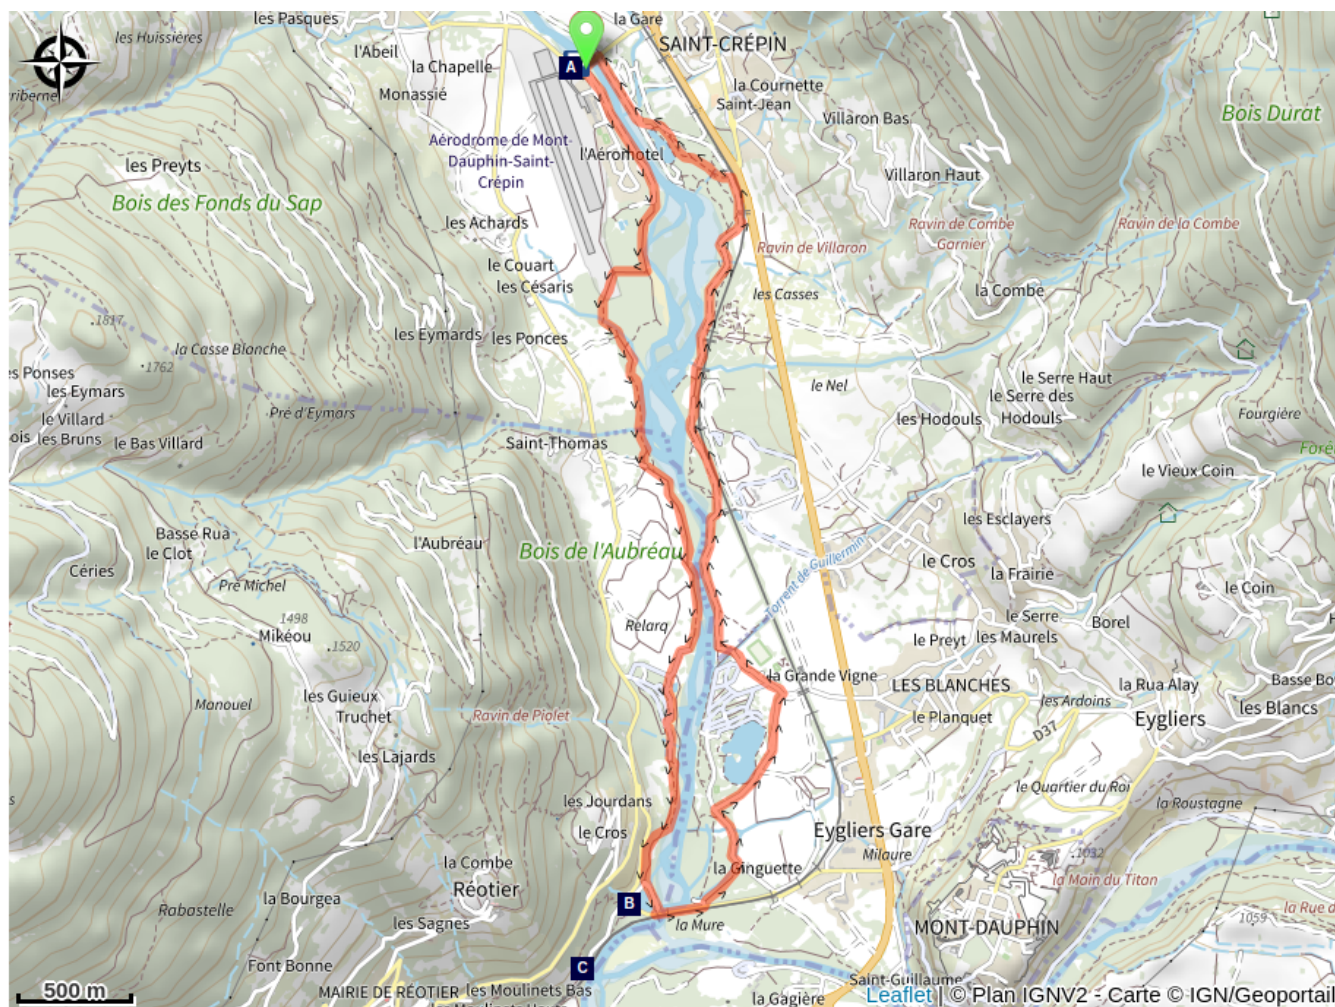 les Pasques
la Gare
les Huissières
l'Abeil
SAINT-CRÉPIN
la Chapelle
A
Monassié
la Cournette
Saint-Jean
Villaron Bas
Bois Durat
Aérodrome de Mont-
Dauphin-Saint-
Crépin
l'Aéromotel
les Preyts
Villaron Haut
Bois des Fonds du Sap
les Achards
Ravin de Villaron
Ravin de Combe
Garnier
Ravin de la Combe
le Couart
les Césaris
les Casses
la Combe
1817
les Eymards
les Ponces
la Casse Blanche
1762
le Nel
le Serre Haut
le Serre des
Hodouls
les Eymars
le Villard
les Bruns
le Bas Villard
Pré d'Eymars
les Hodouls
Fourgière
Saint-Thomas
le Vieux Coin
Basse Rua
le Clot
l'Aubréau
Bois de l'Aubréau
les Esclayers
Céries
Torrent de Guillermin
le Cros
la Frairie
le Coin
Pré Michel
1498
Mikéou
1520
Relarq
le Serre
les Maurels
Borel
le Preyt
la Grande Vigne
LES BLANCHES
la Rua Alay
les Guieux
Truchet
Manouel
Ravin de Piolet
le Planquet
les Ardoins
D37
Eygliers
les Blancs
les Lajards
le Quartier du Roi
les Jourdans
le Cros
la Roustagne
Eygliers Gare
Milaure
1032
la Combe
Réotier
la Ginguette
la Main du Titan
la Bourgea
Rabastelle
B
les Sagnes
la Mure
MONT-DAUPHIN
1059
Font Bonne
C
MAIRIE DE RÉOTIER
les Moulinets Bas
Saint-Guillaume
la Gagière
500 m
Leaflet | © Plan IGNV2 - Carte © IGN/Geoportail